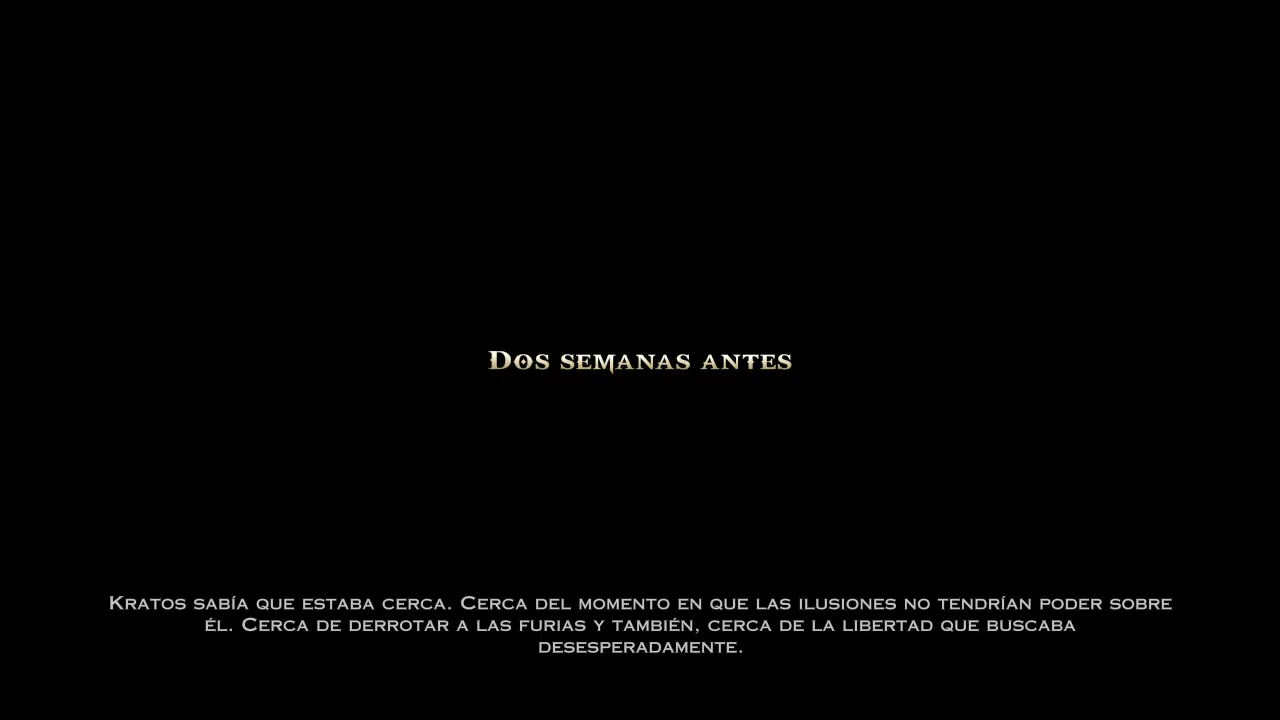 Dos semanas antes
Kratos sabía que estaba cerca. Cerca del momento en que las ilusiones no tendrían poder sobre
él. Cerca de derrotar a las furias y también, cerca de la libertad que buscaba
desesperadamente.